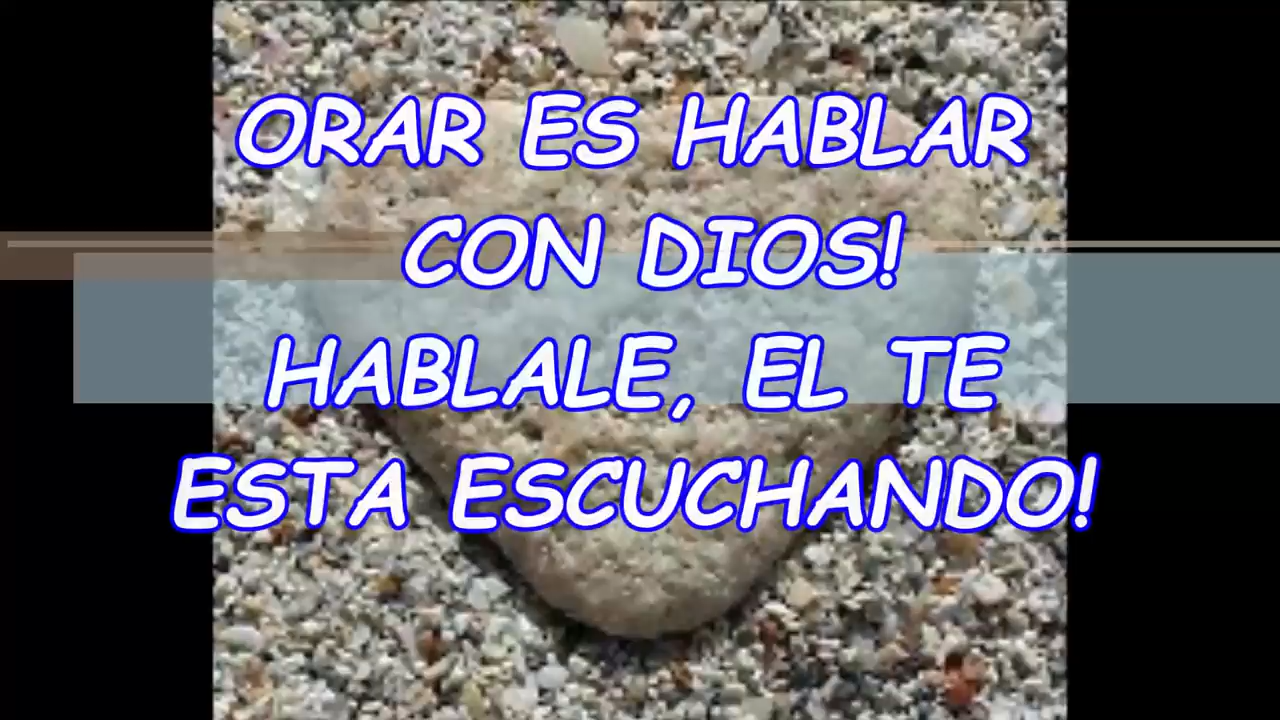 ORAR ES HABLAR
CON DIOS!
HABLALE, EL TE
ESTA ESCUCHANDO!